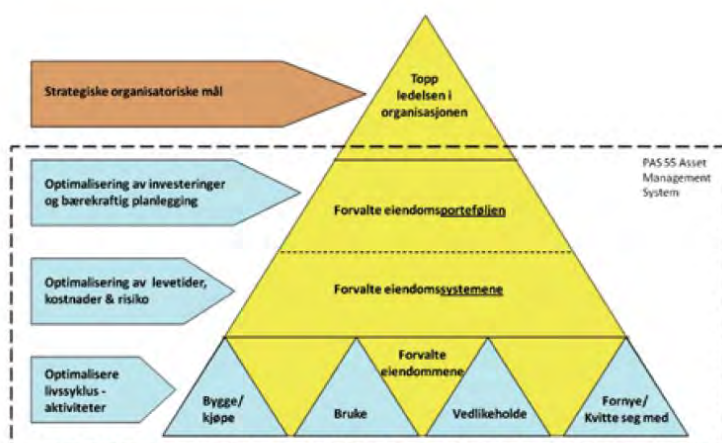 Strategiske organisatoriske mål
Topp
ledelsen i
organisasjonen
PAS 55 Asset
Management
System
Optimalisering av investeringer
og bærekraftig planlegging
Forvalte eiendomsporteføljen
Optimalisering av levetider,
kostnader & risiko
Forvalte eiendomssystemene
Optimalisere
livssyklus -
aktiviteter
Forvalte
eiendommene
Bygge/
kjøpe
Bruke
Vedlikeholde
Fornye/
Kvitte seg med